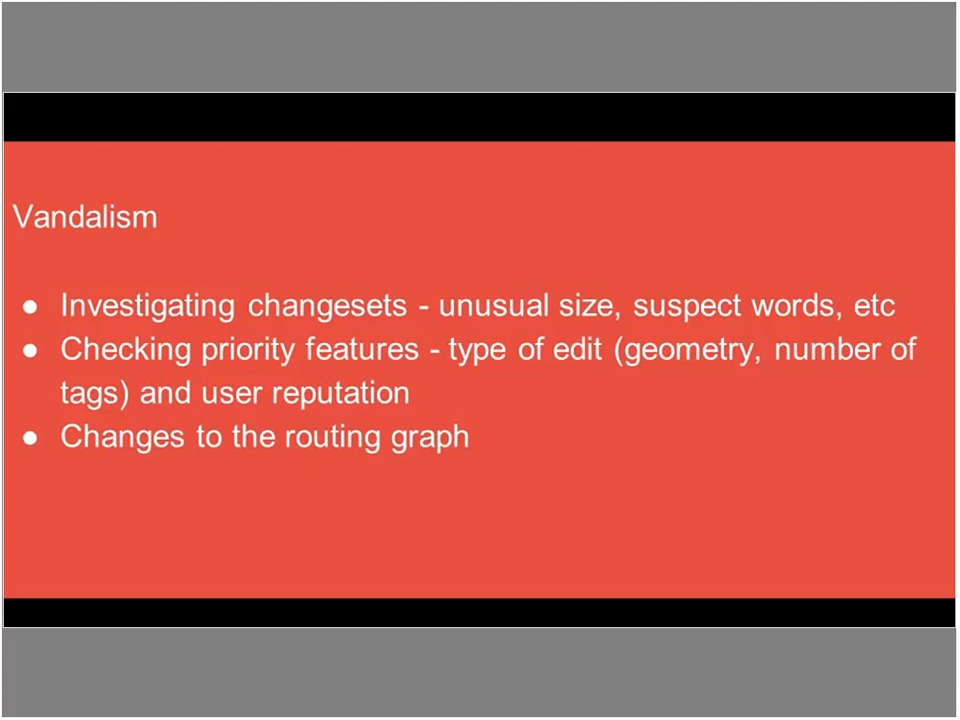 Vandalism
● Investigating changesets - unusual size, suspect words, etc
● Checking priority features - type of edit (geometry, number of
tags) and user reputation
● Changes to the routing graph